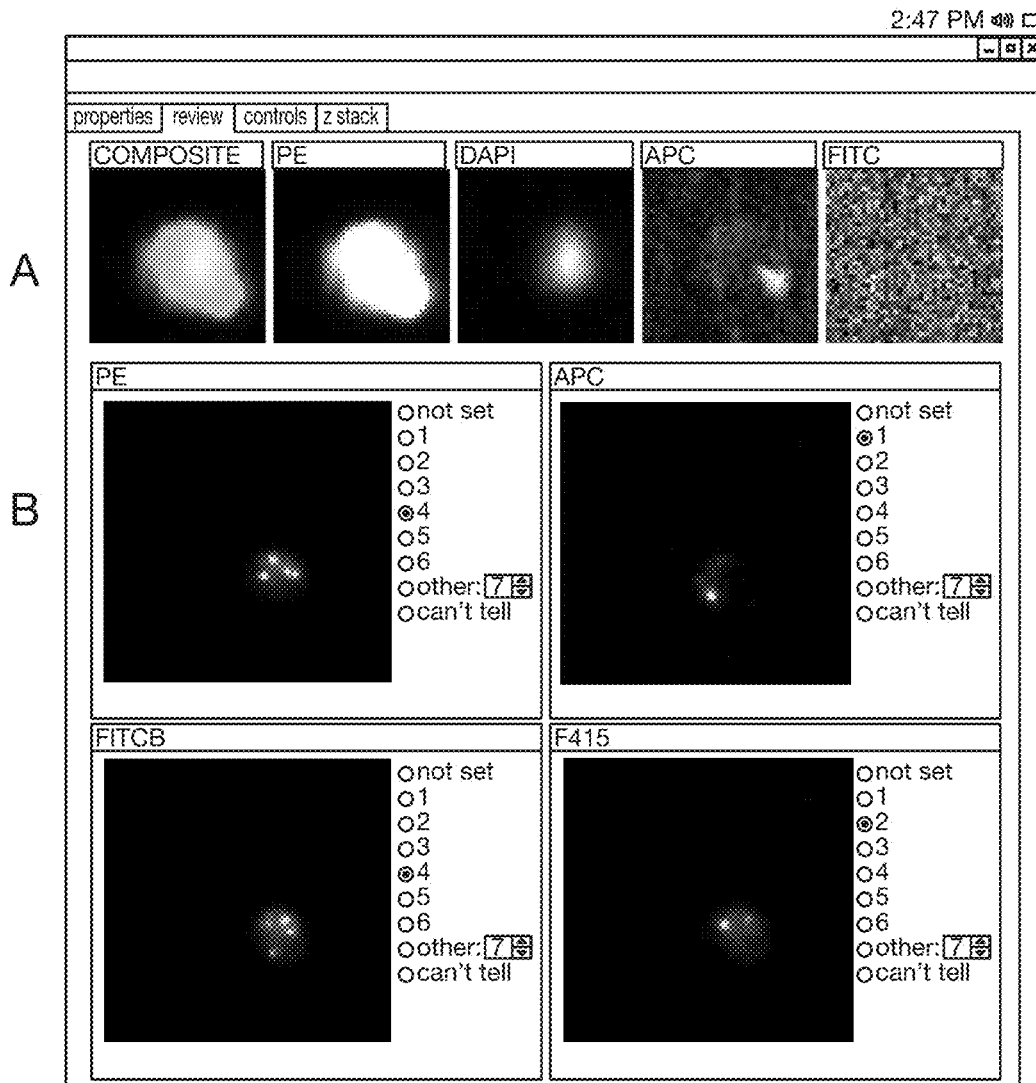 2:47 PM
properties review controls z stack
COMPOSITE PE DAPI APC FITC
A
PE APC
B
not set
1
2
3
4
5
6
other: 7
can't tell
not set
1
2
3
4
5
6
other: 7
can't tell
FITCB F415
not set
1
2
3
4
5
6
other: 7
can't tell
not set
1
2
3
4
5
6
other: 7
can't tell